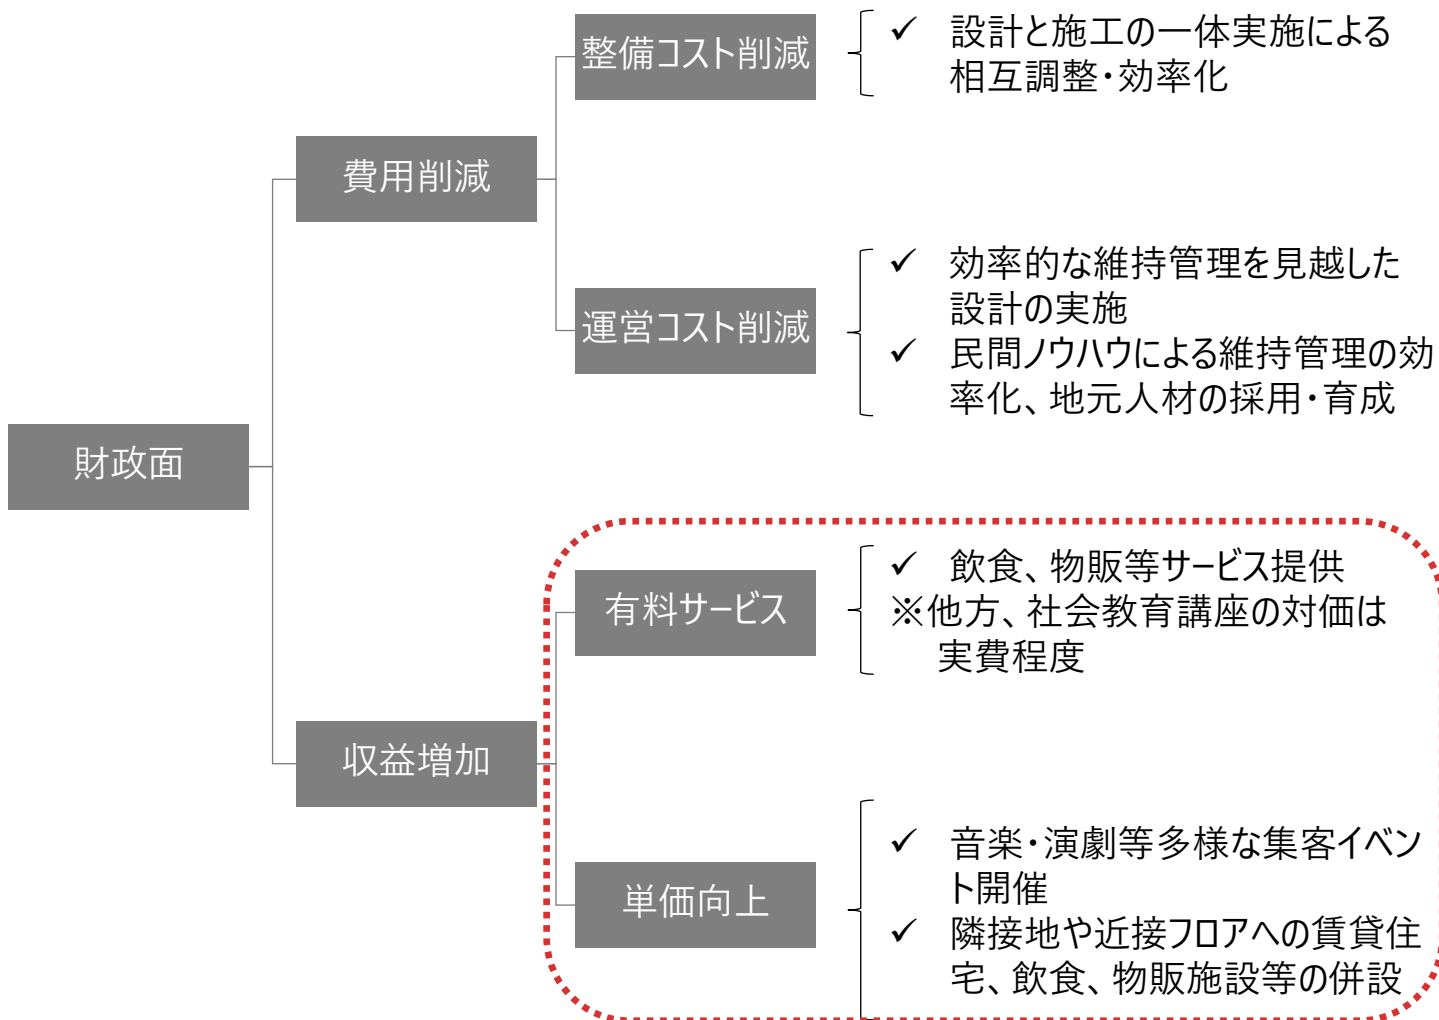 整備コスト削減
✓ 設計と施工の一体実施による
相互調整・効率化
費用削減
運営コスト削減
✓ 効率的な維持管理を見越した
設計の実施
✓ 民間ノウハウによる維持管理の効
率化、地元人材の採用・育成
財政面
有料サービス
✓ 飲食、物販等サービス提供
※他方、社会教育講座の対価は
実費程度
収益増加
単価向上
✓ 音楽・演劇等多様な集客イベン
ト開催
✓ 隣接地や近接フロアへの賃貸住
宅、飲食、物販施設等の併設